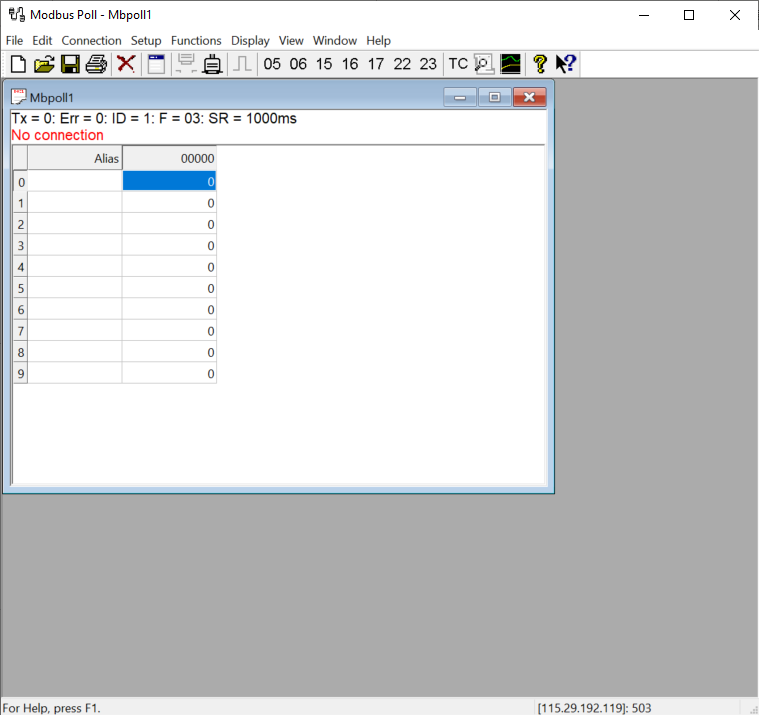 Modbus Poll - Mbpoll1
File Edit Connection Setup Functions Display View Window Help
05 06 15 16 17 22 23 TC
Mbpoll1
Tx = 0: Err = 0: ID = 1: F = 03: SR = 1000ms
No connection
Alias 00000
0 0
1 0
2 0
3 0
4 0
5 0
6 0
7 0
8 0
9 0
For Help, press F1. [115.29.192.119]: 503